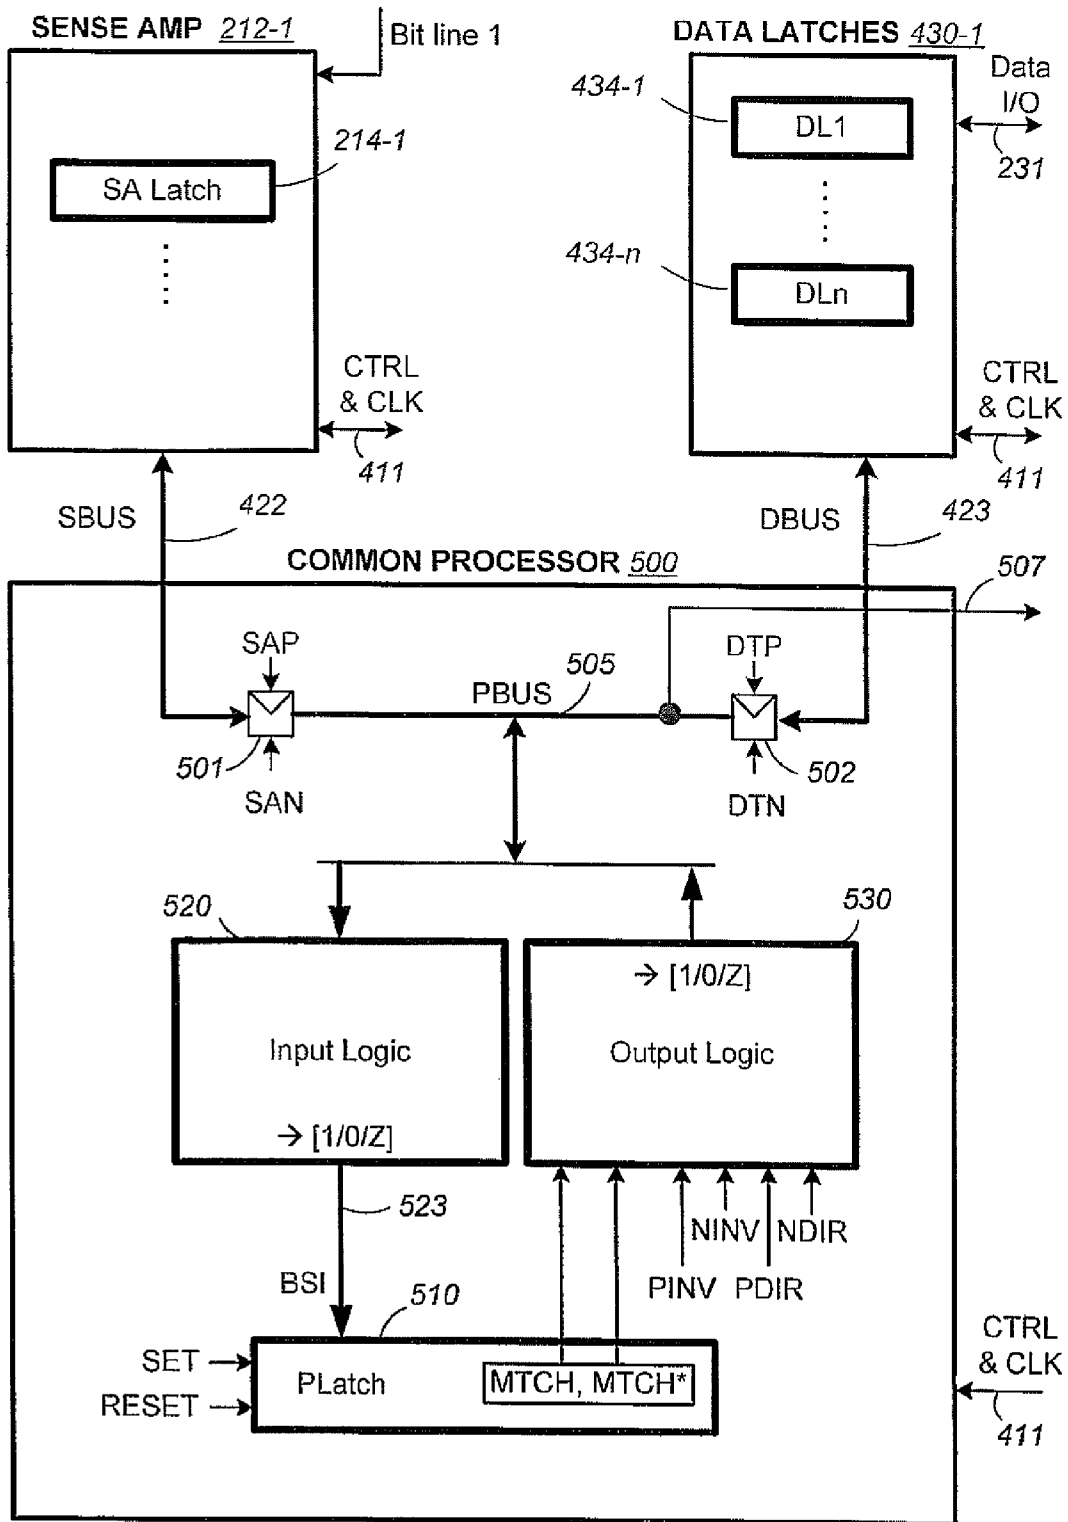 SENSE AMP 212-1
Bit line 1
DATA LATCHES 430-1
Data
I/O
231
434-1
DL1
214-1
SA Latch
434-n
DLn
CTRL
& CLK
411
CTRL
& CLK
411
SBUS
422
DBUS
423
COMMON PROCESSOR 500
507
SAP
DTP
PBUS
505
501
502
SAN
DTN
520
530
→ [1/0/Z]
Input Logic
Output Logic
→ [1/0/Z]
523
NINV NDIR
PINV PDIR
BSI
510
SET
RESET
PLatch
MTCH, MTCH*
CTRL
& CLK
411